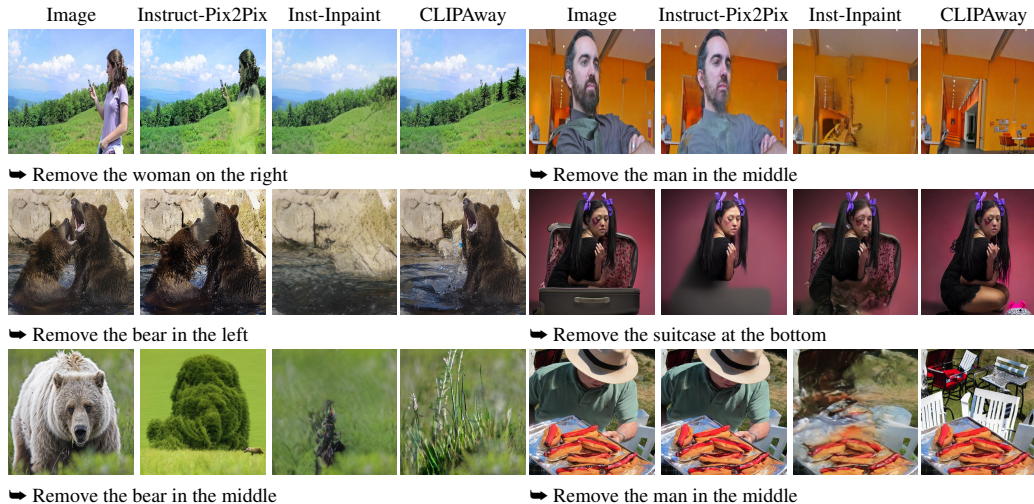 Image Instruct-Pix2Pix Inst-Inpaint CLIPAway Image Instruct-Pix2Pix Inst-Inpaint CLIPAway
➥ Remove the woman on the right ➥ Remove the man in the middle
➥ Remove the bear in the left ➥ Remove the suitcase at the bottom
➥ Remove the bear in the middle ➥ Remove the man in the middle